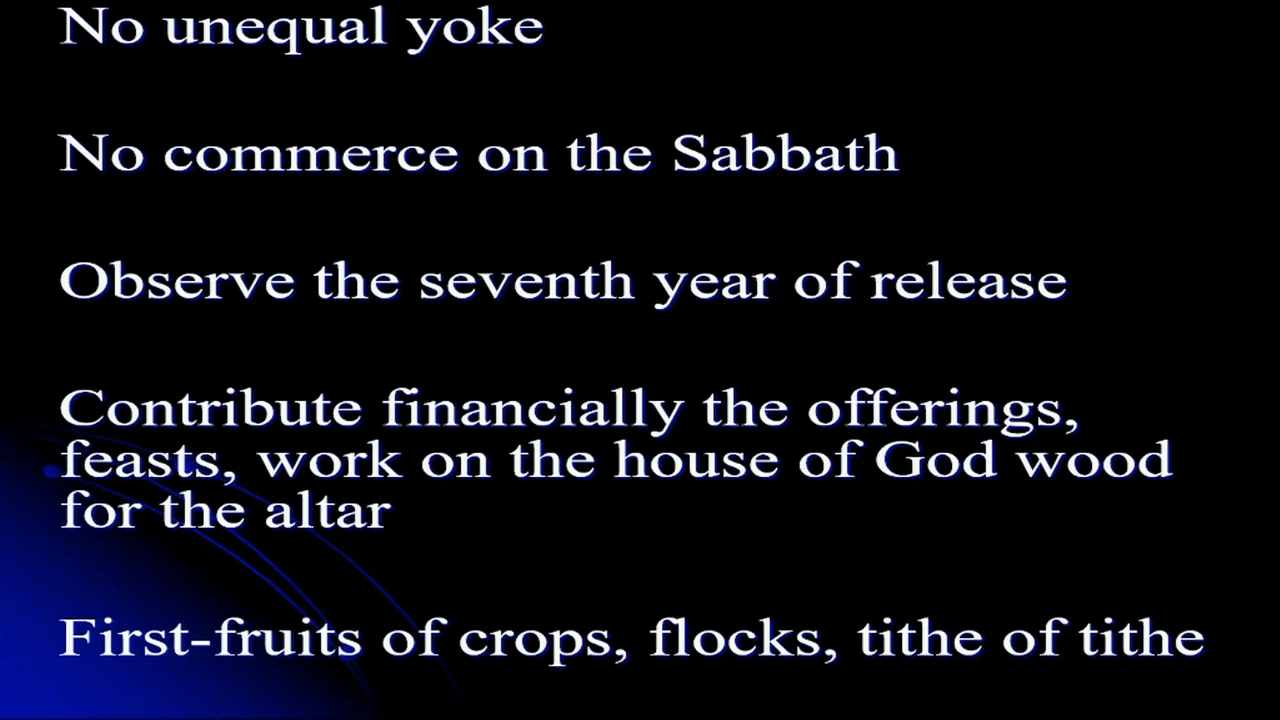 No unequal yoke
No commerce on the Sabbath
Observe the seventh year of release
Contribute financially the offerings,
feasts, work on the house of God wood
for the altar
First-fruits of crops, flocks, tithe of tithe